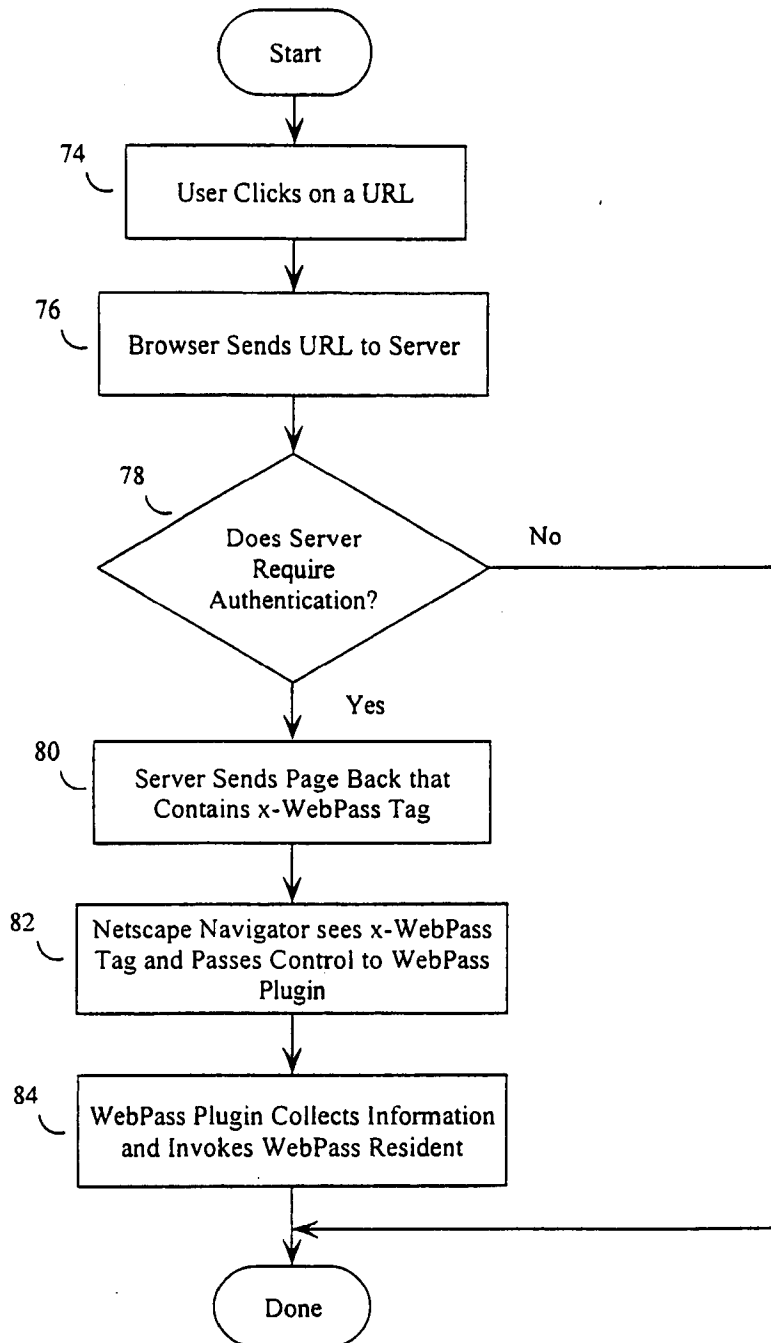 Start
74
User Clicks on a URL
76
Browser Sends URL to Server
78
Does Server
Require
Authentication?
No
Yes
80
Server Sends Page Back that
Contains x-WebPass Tag
82
Netscape Navigator sees x-WebPass
Tag and Passes Control to WebPass
Plugin
84
WebPass Plugin Collects Information
and Invokes WebPass Resident
Done